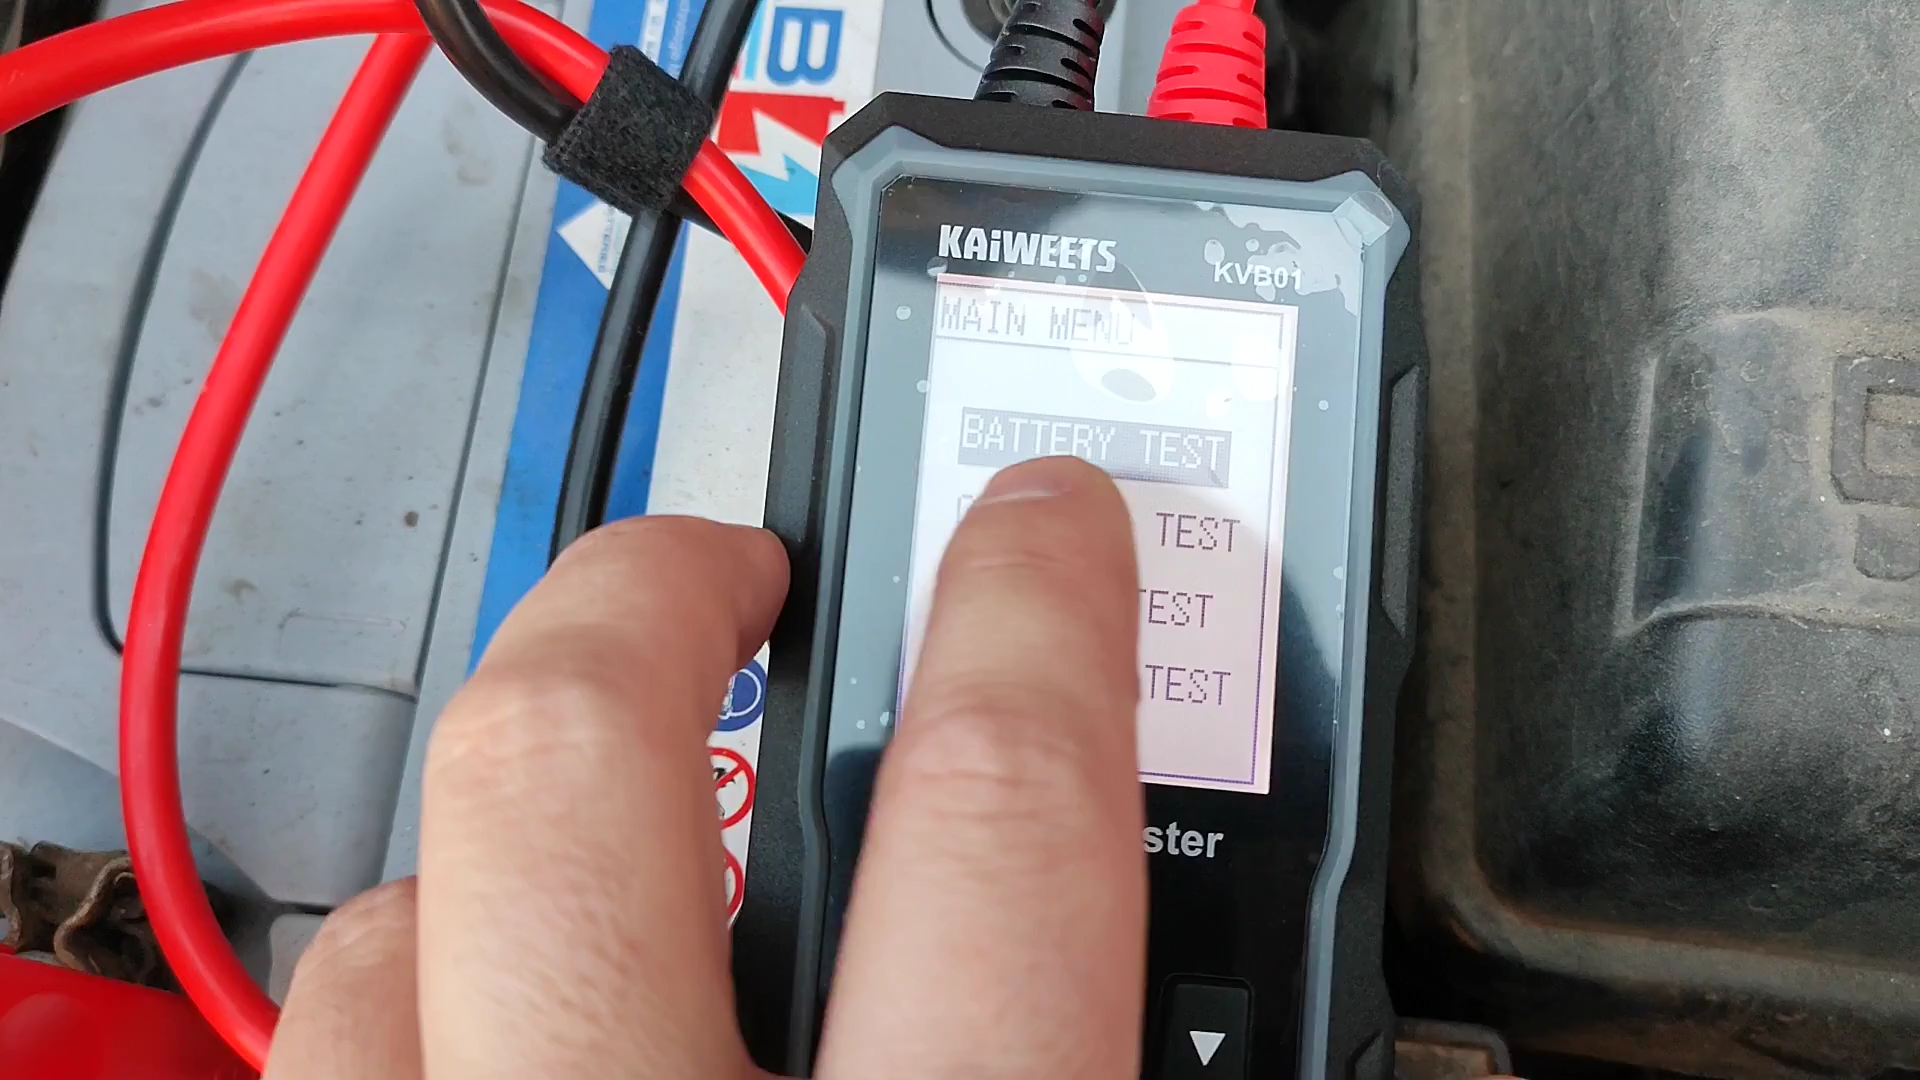 KAiWEETS
KVB01
MAIN MENU
BATTERY TEST
TEST
TEST
TEST
ster